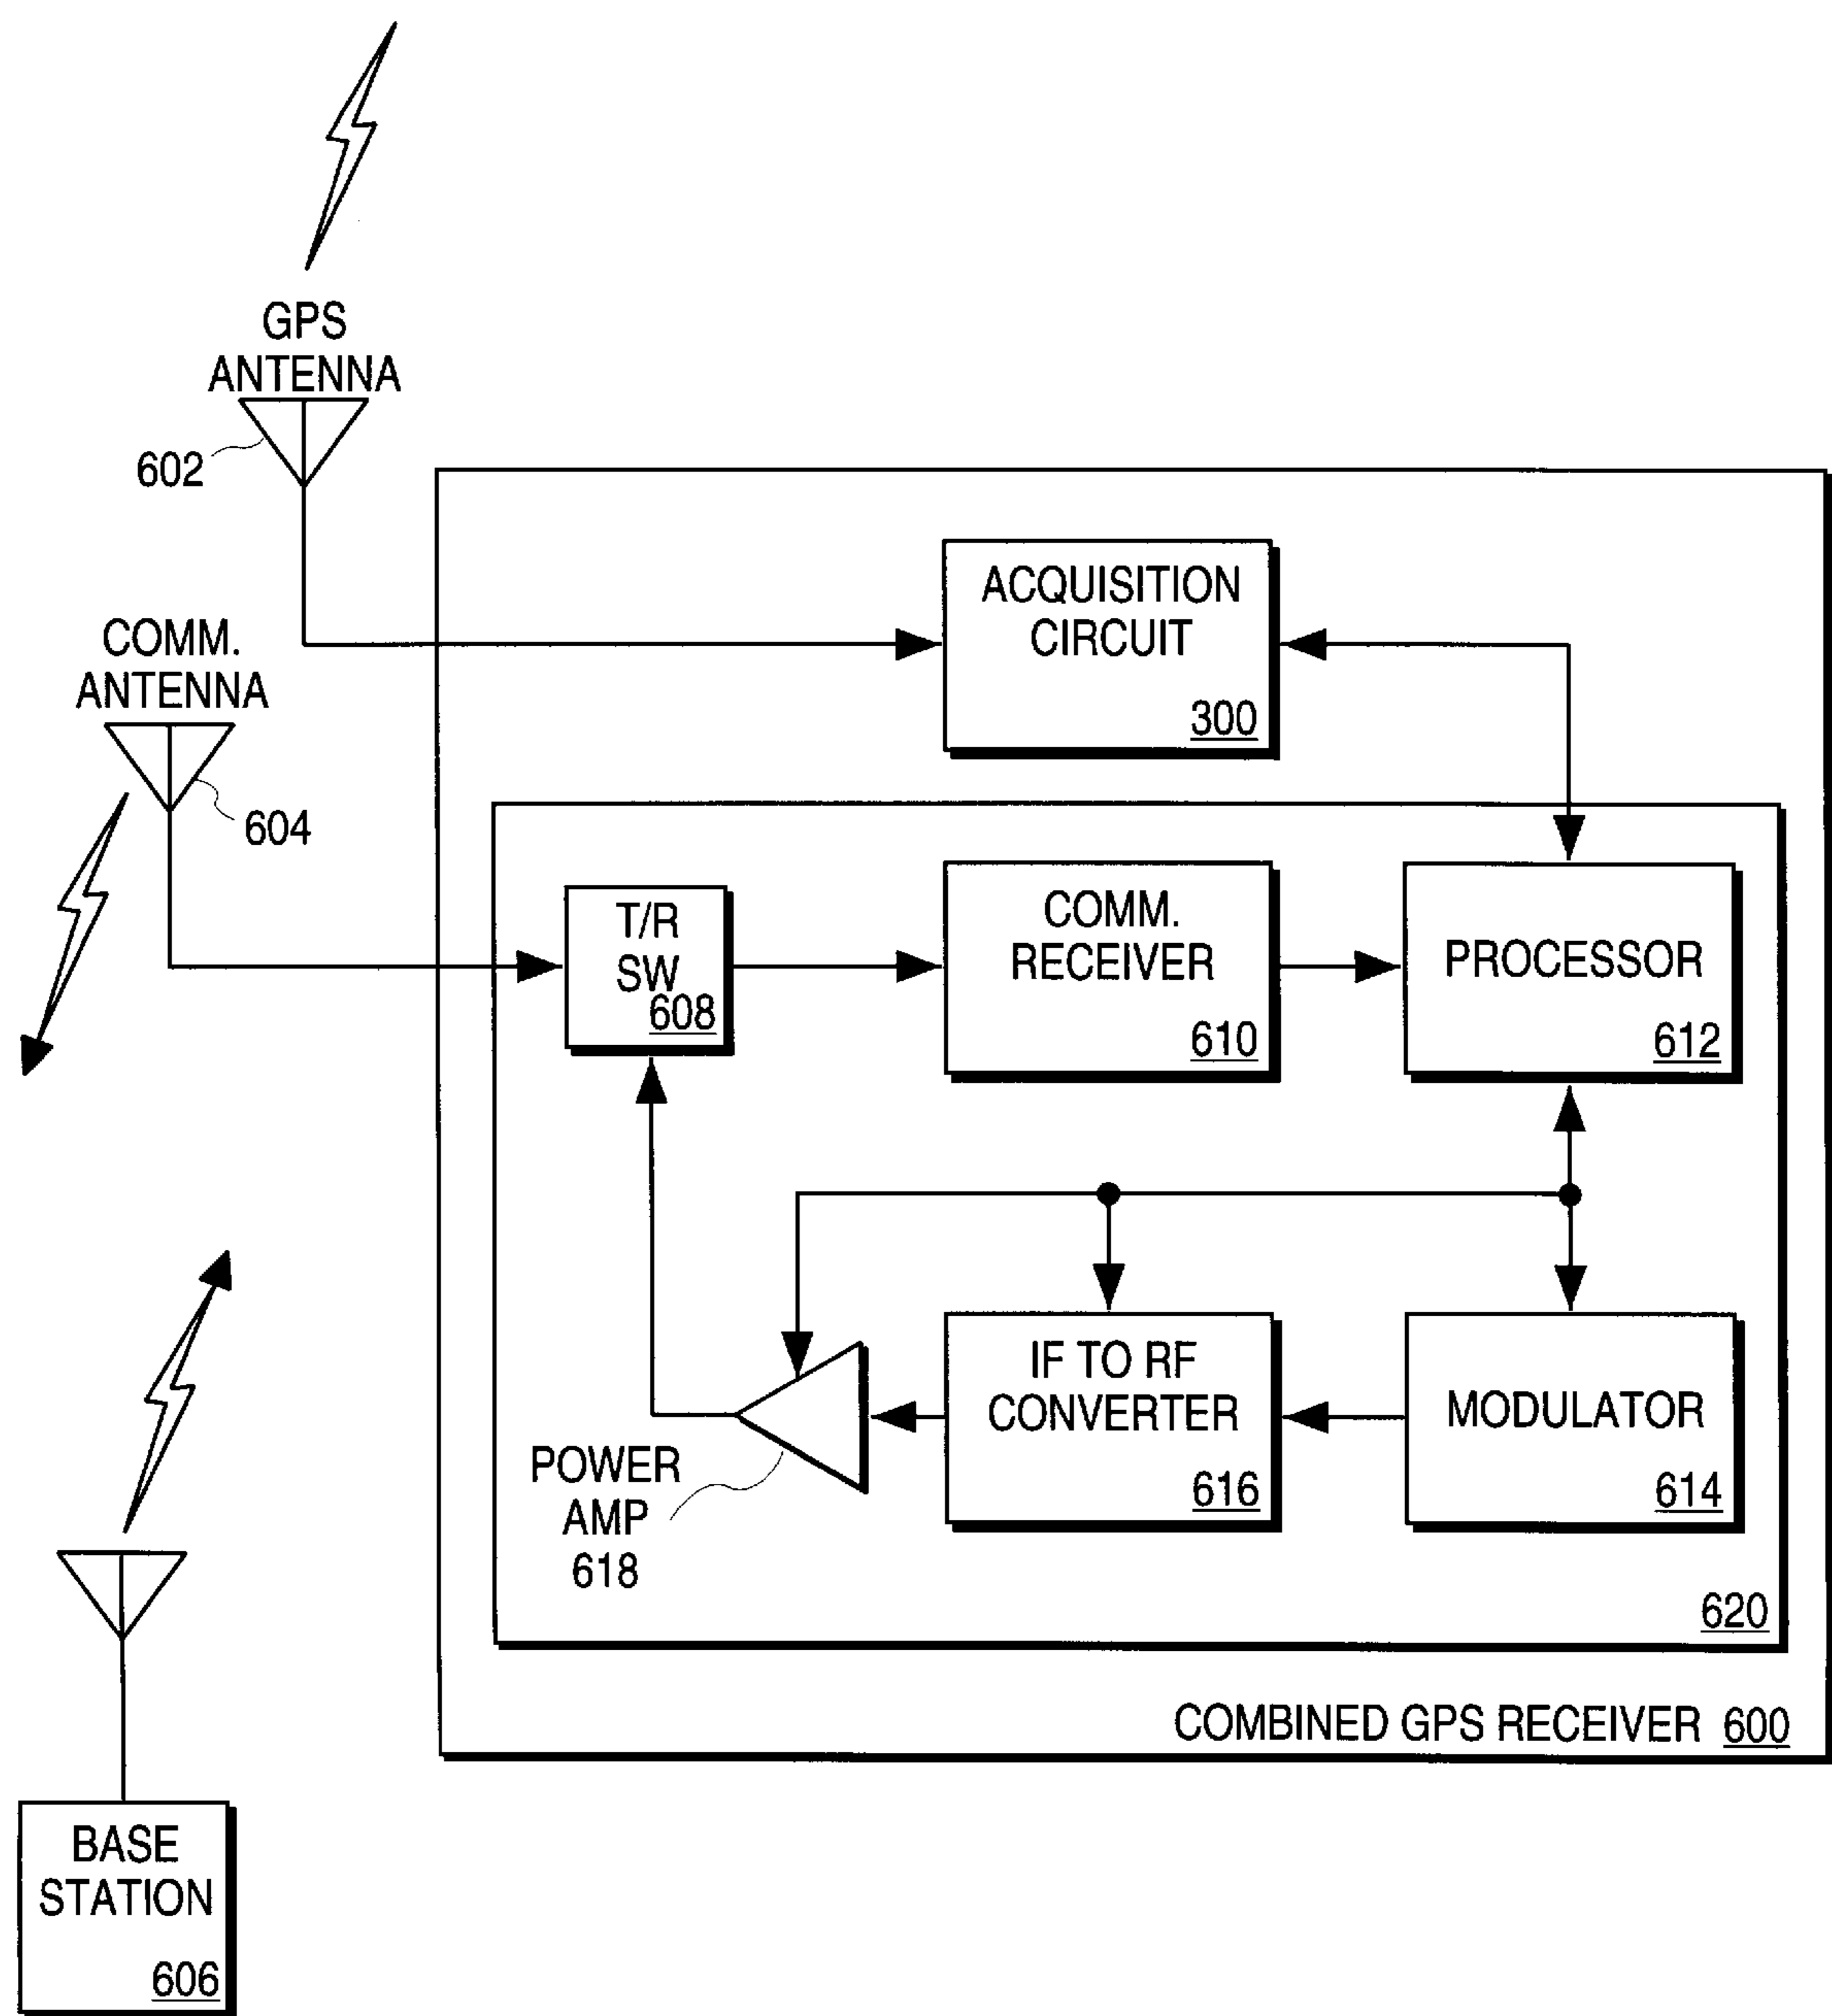 GPS
ANTENNA
602
ACQUISITION
CIRCUIT
300
COMM.
ANTENNA
604
T/R
SW
608
COMM.
RECEIVER
610
PROCESSOR
612
POWER
AMP
618
IF TO RF
CONVERTER
616
MODULATOR
614
620
COMBINED GPS RECEIVER 600
BASE
STATION
606